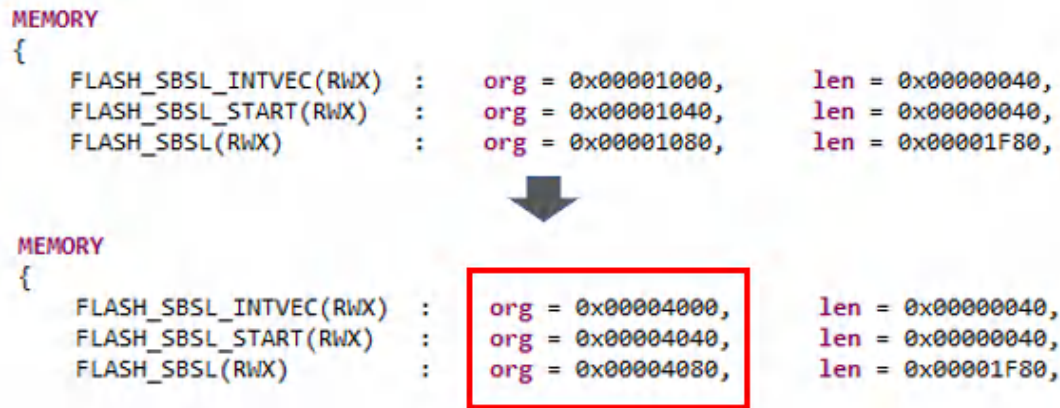 MEMORY
{
FLASH_SBSL_INTVEC(RWX) : org = 0x00001000, len = 0x00000040,
FLASH_SBSL_START(RWX) : org = 0x00001040, len = 0x00000040,
FLASH_SBSL(RWX) : org = 0x00001080, len = 0x00001F80,
MEMORY
{
FLASH_SBSL_INTVEC(RWX) : org = 0x00004000, len = 0x00000040,
FLASH_SBSL_START(RWX) : org = 0x00004040, len = 0x00000040,
FLASH_SBSL(RWX) : org = 0x00004080, len = 0x00001F80,